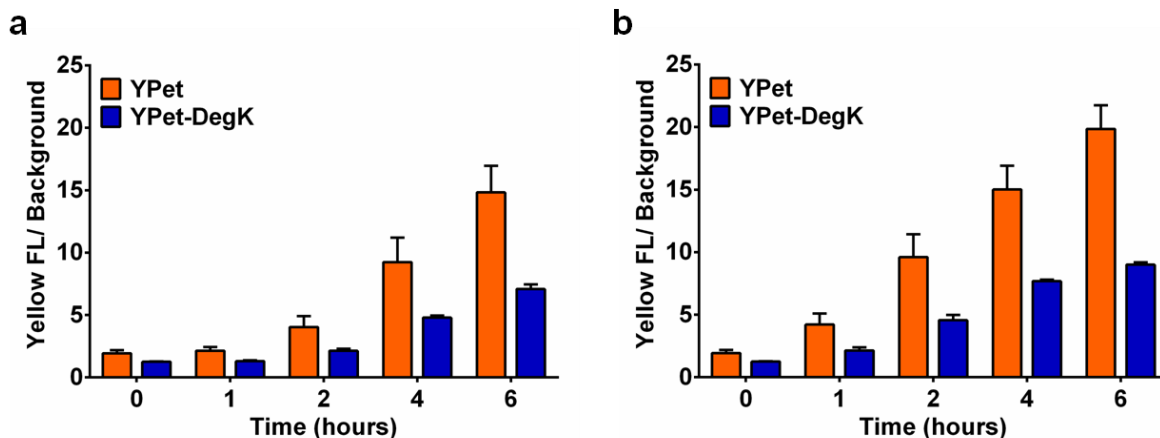 a
25
20
15
10
5
0
Yellow FL/ Background
YPet
YPet-DegK
0 1 2 4 6
Time (hours)
b
25
20
15
10
5
0
Yellow FL/ Background
YPet
YPet-DegK
0 1 2 4 6
Time (hours)